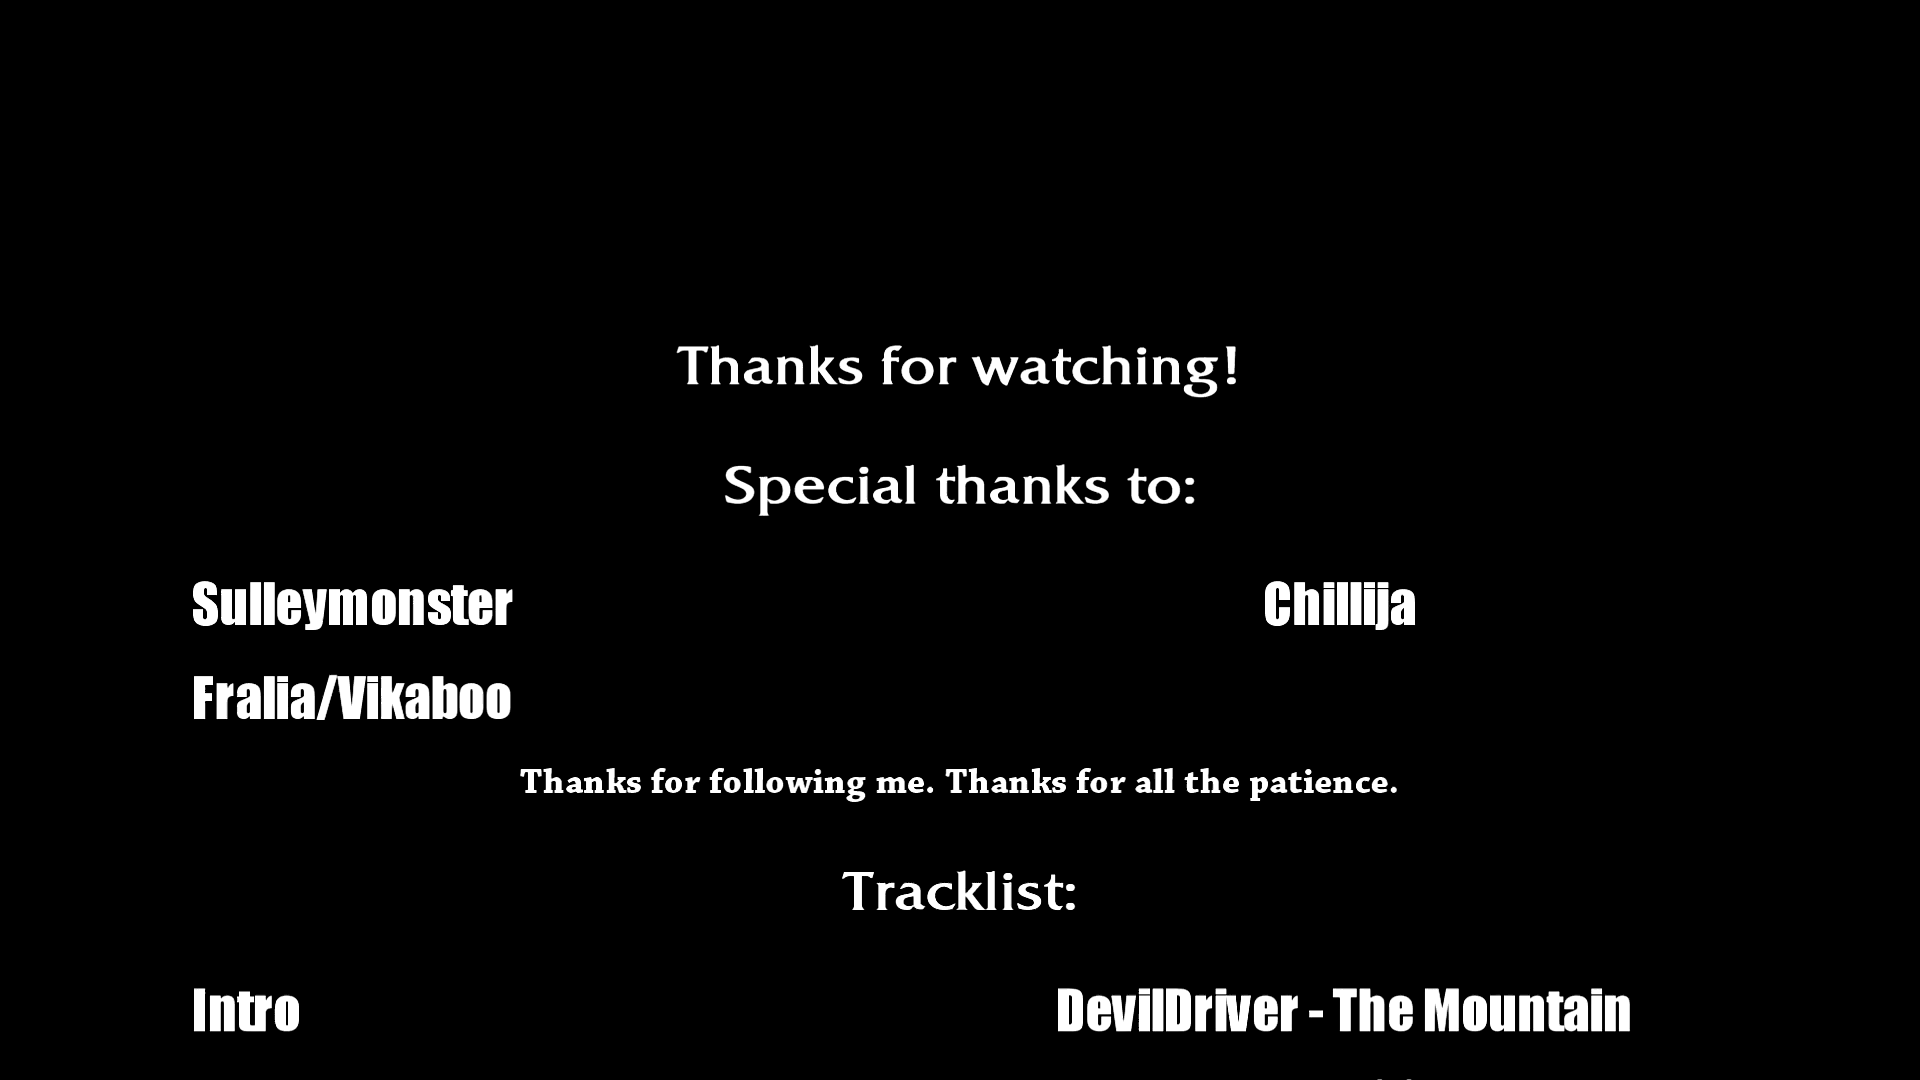 Thanks for watching!
Special thanks to:
Sulleymonster Chillija
Fralia/Vikaboo
Thanks for following me. Thanks for all the patience.
Tracklist:
Intro DevilDriver - The Mountain